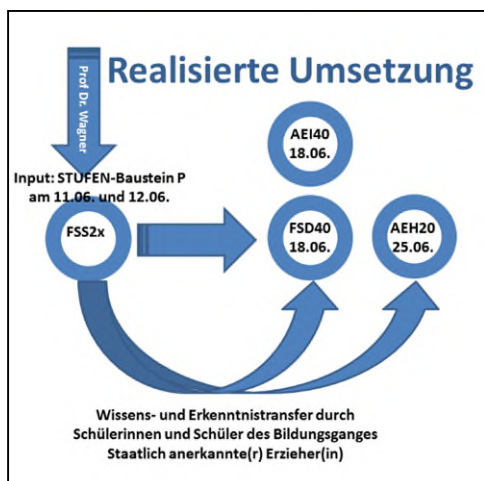 Realisierte Umsetzung
Prof Dr. Wagner
AEI40
18.06.
Input: STUFEN-Baustein P
am 11.06. und 12.06.
FSS2x
FSD40
18.06.
AEH20
25.06.
Wissens- und Erkenntnistransfer durch
Schülerinnen und Schüler des Bildungsganges
Staatlich anerkannte(r) Erzieher(in)